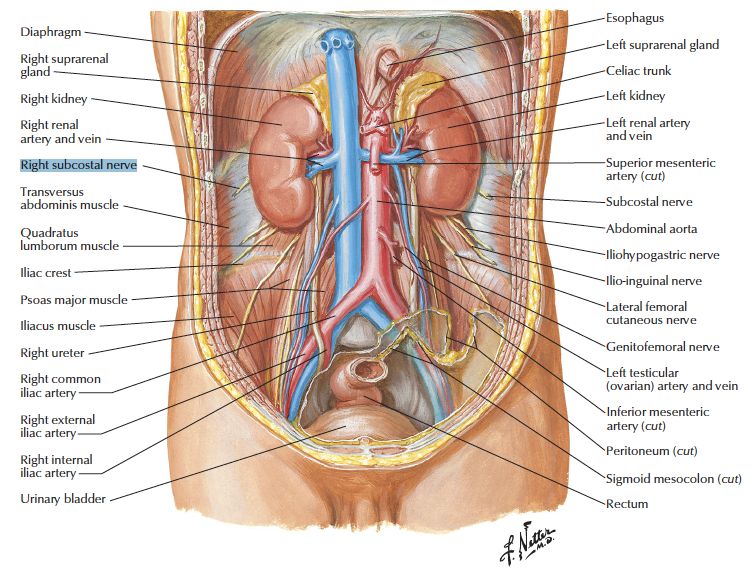 Diaphragm
Right suprarenal
gland
Right kidney
Right renal
artery and vein
Right subcostal nerve
Transversus
abdominis muscle
Quadratus
lumborum muscle
Iliac crest
Psoas major muscle
Iliacus muscle
Right ureter
Right common
iliac artery
Right external
iliac artery
Right internal
iliac artery
Urinary bladder
Esophagus
Left suprarenal gland
Celiac trunk
Left kidney
Left renal artery
and vein
Superior mesenteric
artery (cut)
Subcostal nerve
Abdominal aorta
Iliohypogastric nerve
Ilio-inguinal nerve
Lateral femoral
cutaneous nerve
Genitofemoral nerve
Left testicular
(ovarian) artery and vein
Inferior mesenteric
artery (cut)
Peritoneum (cut)
Sigmoid mesocolon (cut)
Rectum
F. Netter
M.D.